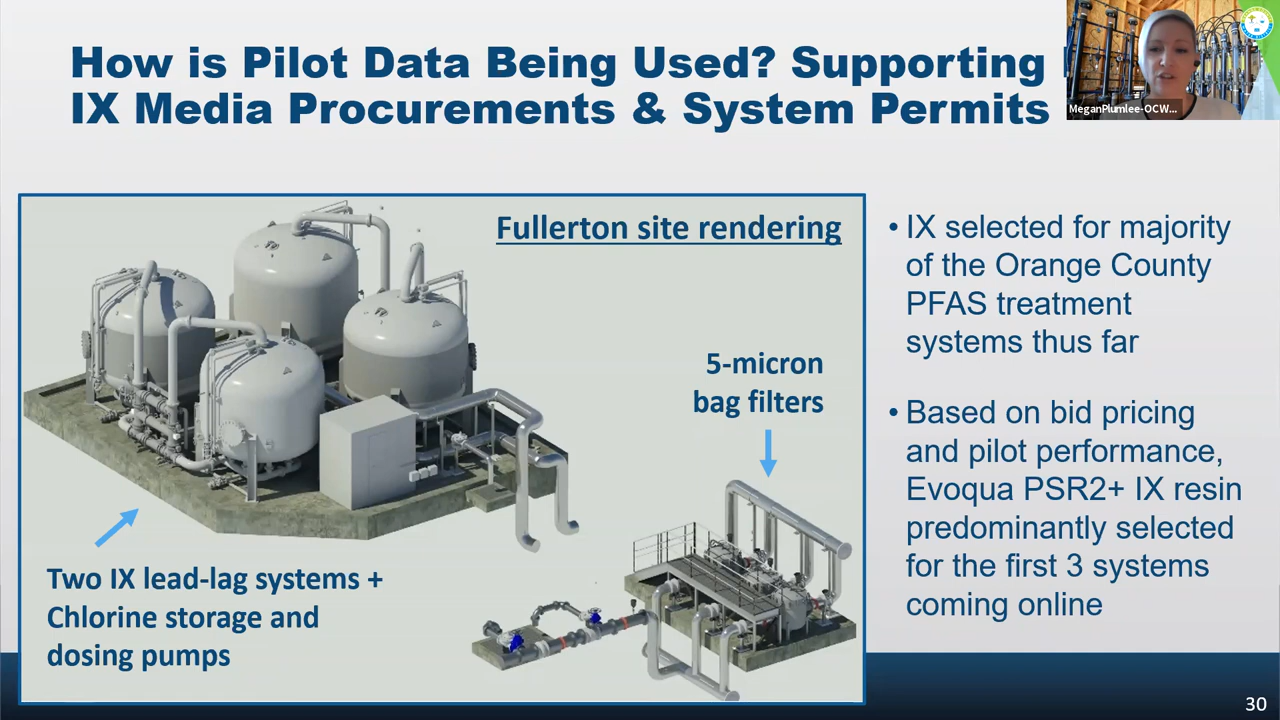 How is Pilot Data Being Used? Supporting
IX Media Procurements & System Permits
MeganPlumlee-OCW...
Fullerton site rendering
5-micron
bag filters
Two IX lead-lag systems +
Chlorine storage and
dosing pumps
• IX selected for majority
of the Orange County
PFAS treatment
systems thus far
• Based on bid pricing
and pilot performance,
Evoqua PSR2+ IX resin
predominantly selected
for the first 3 systems
coming online
30